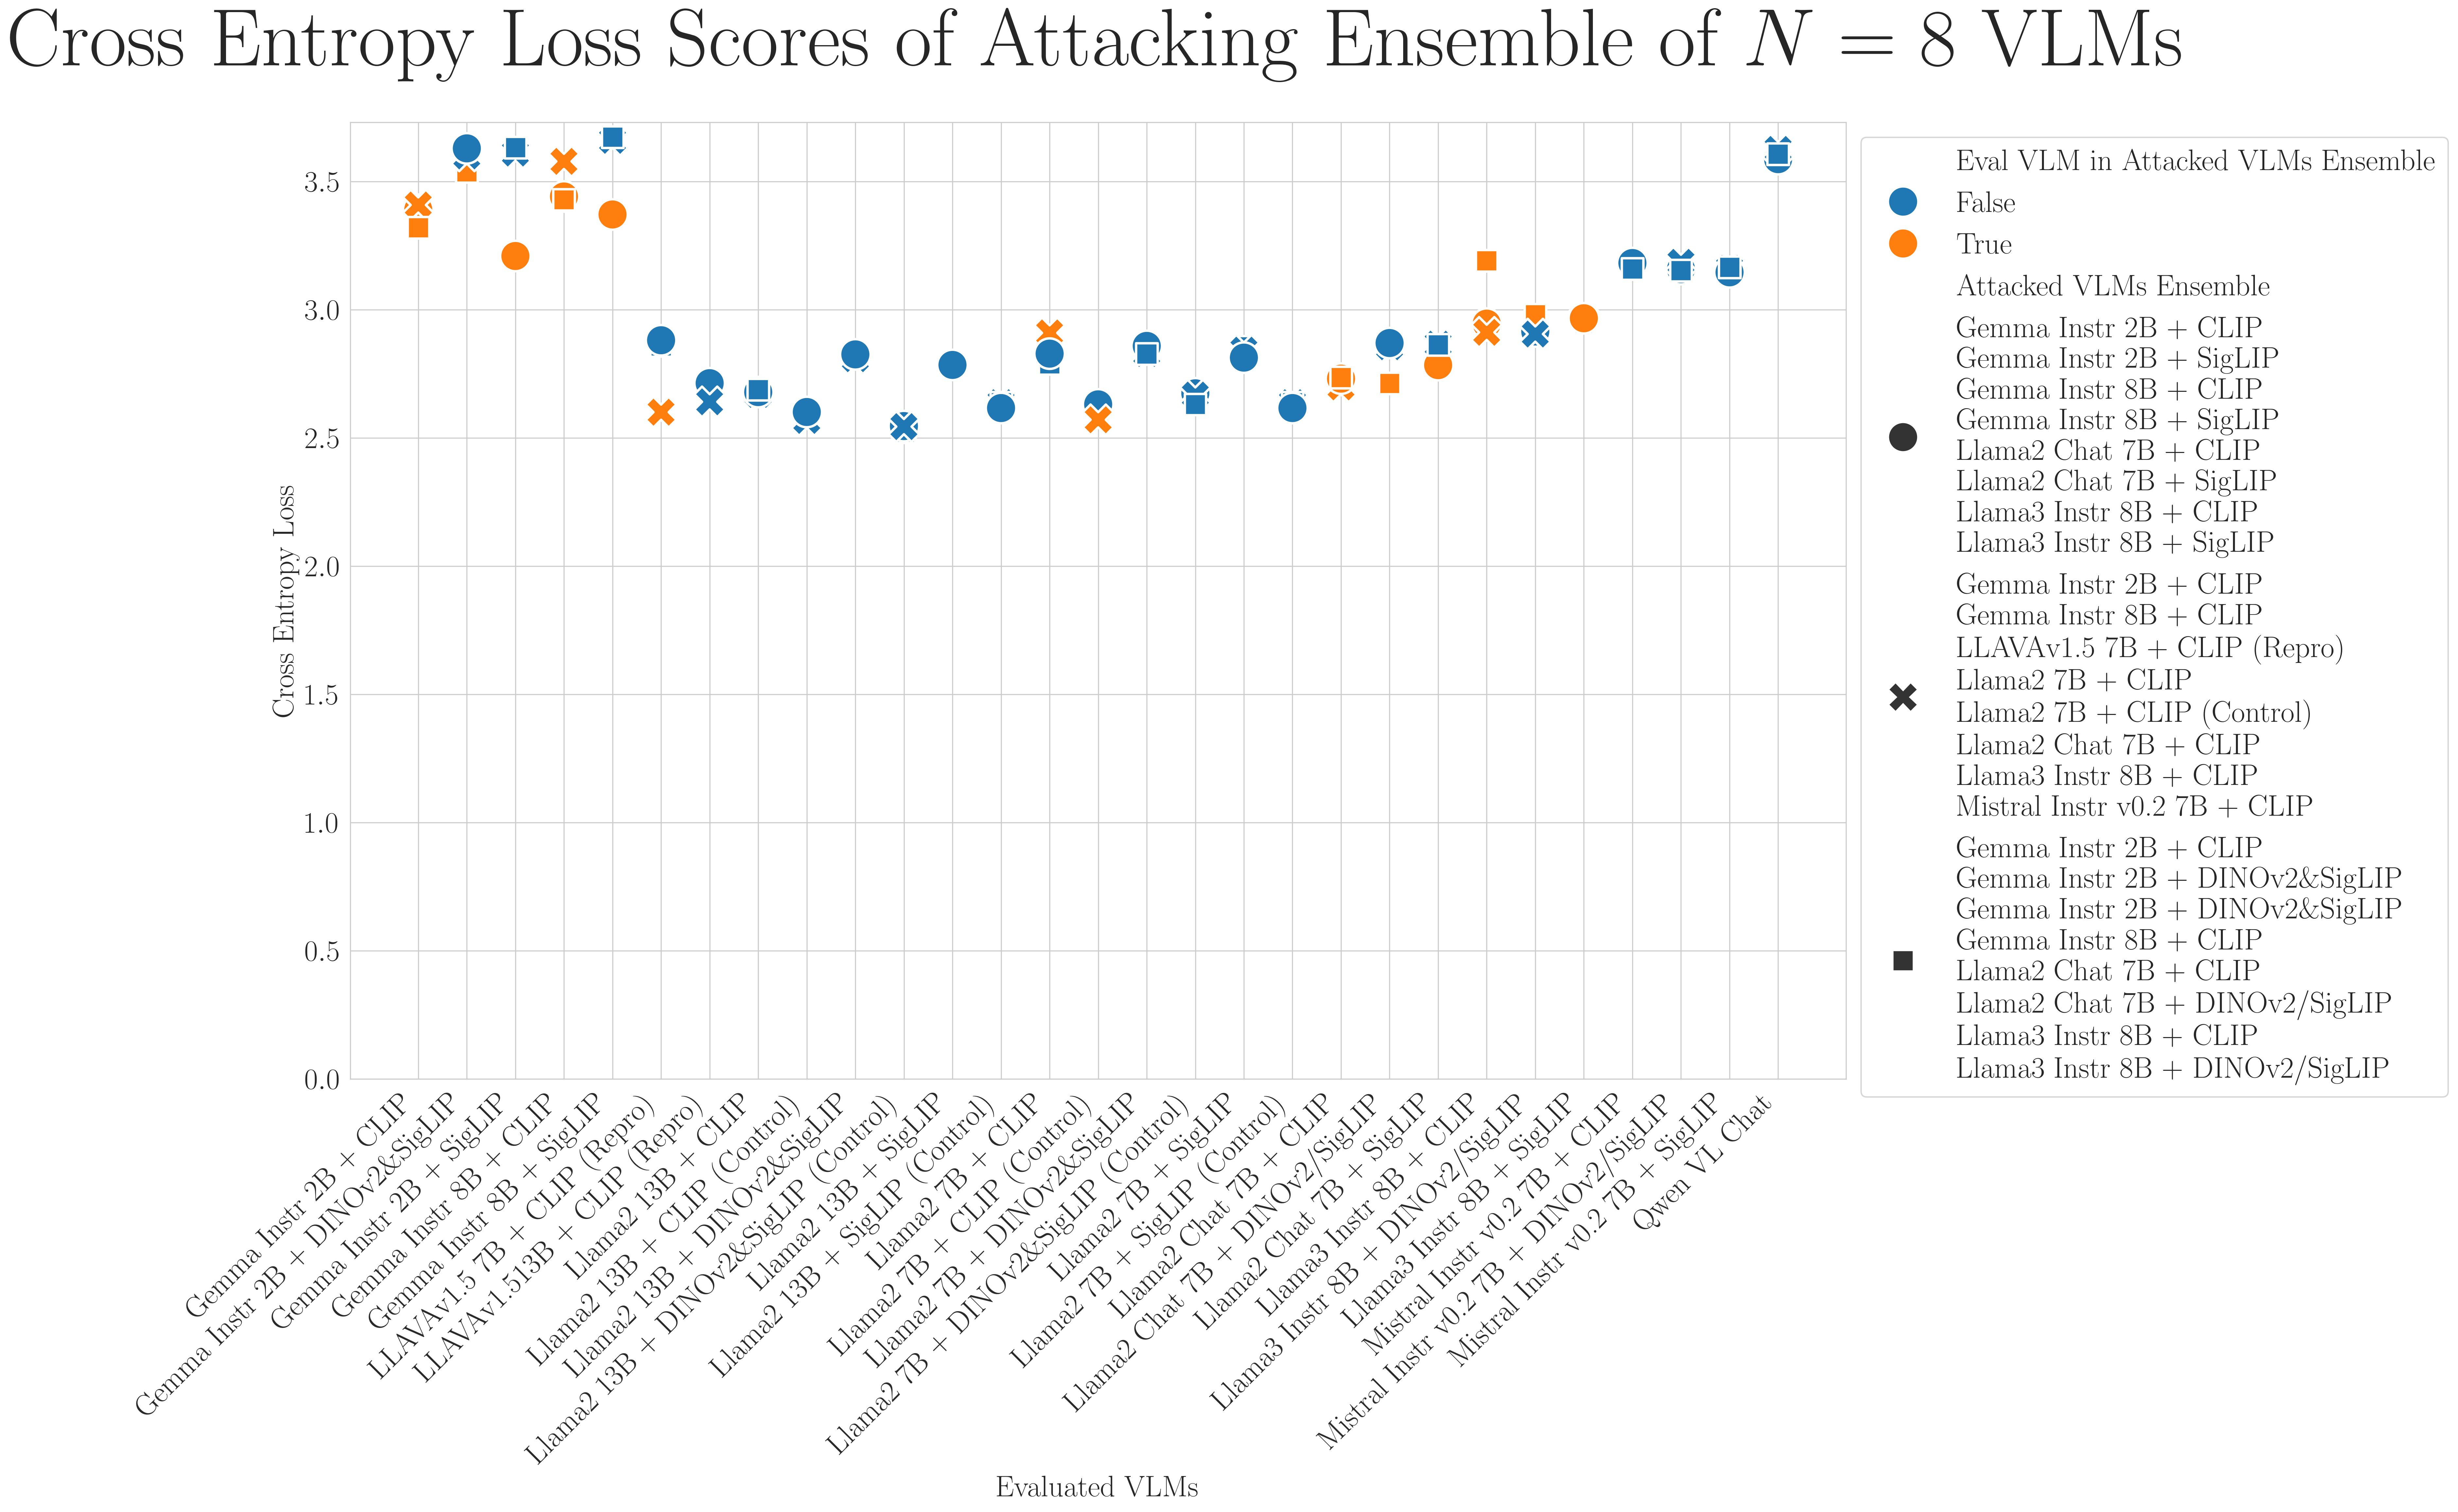 Cross Entropy Loss Scores of Attacking Ensemble of N = 8 VLMs
Cross Entropy Loss
3.5
3.0
2.5
2.0
1.5
1.0
0.5
0.0
Gemma Instr 2B + CLIP
Gemma Instr 2B + DINOv2&SigLIP
Gemma Instr 2B + SigLIP
Gemma Instr 8B + CLIP
Gemma Instr 8B + SigLIP
LLAVAv1.5 7B + CLIP (Repro)
LLAVAv1.513B + CLIP (Repro)
Llama2 13B + CLIP
Llama2 13B + CLIP (Control)
Llama2 13B + DINOv2&SigLIP
Llama2 13B + DINOv2&SigLIP (Control)
Llama2 13B + SigLIP
Llama2 13B + SigLIP (Control)
Llama2 7B + CLIP
Llama2 7B + CLIP (Control)
Llama2 7B + DINOv2&SigLIP
Llama2 7B + DINOv2&SigLIP (Control)
Llama2 7B + SigLIP
Llama2 7B + SigLIP (Control)
Llama2 Chat 7B + CLIP
Llama2 Chat 7B + DINOv2/SigLIP
Llama2 Chat 7B + SigLIP
Llama3 Instr 8B + CLIP
Llama3 Instr 8B + DINOv2/SigLIP
Llama3 Instr 8B + SigLIP
Mistral Instr v0.2 7B + CLIP
Mistral Instr v0.2 7B + DINOv2/SigLIP
Mistral Instr v0.2 7B + SigLIP
Qwen VL Chat
Evaluated VLMs
Eval VLM in Attacked VLMs Ensemble
False
True
Attacked VLMs Ensemble
Gemma Instr 2B + CLIP
Gemma Instr 2B + SigLIP
Gemma Instr 8B + CLIP
Gemma Instr 8B + SigLIP
Llama2 Chat 7B + CLIP
Llama2 Chat 7B + SigLIP
Llama3 Instr 8B + CLIP
Llama3 Instr 8B + SigLIP
Gemma Instr 2B + CLIP
Gemma Instr 8B + CLIP
LLAVAv1.5 7B + CLIP (Repro)
Llama2 7B + CLIP
Llama2 7B + CLIP (Control)
Llama2 Chat 7B + CLIP
Llama3 Instr 8B + CLIP
Mistral Instr v0.2 7B + CLIP
Gemma Instr 2B + CLIP
Gemma Instr 2B + DINOv2&SigLIP
Gemma Instr 2B + DINOv2&SigLIP
Gemma Instr 8B + CLIP
Llama2 Chat 7B + CLIP
Llama2 Chat 7B + DINOv2/SigLIP
Llama3 Instr 8B + CLIP
Llama3 Instr 8B + DINOv2/SigLIP